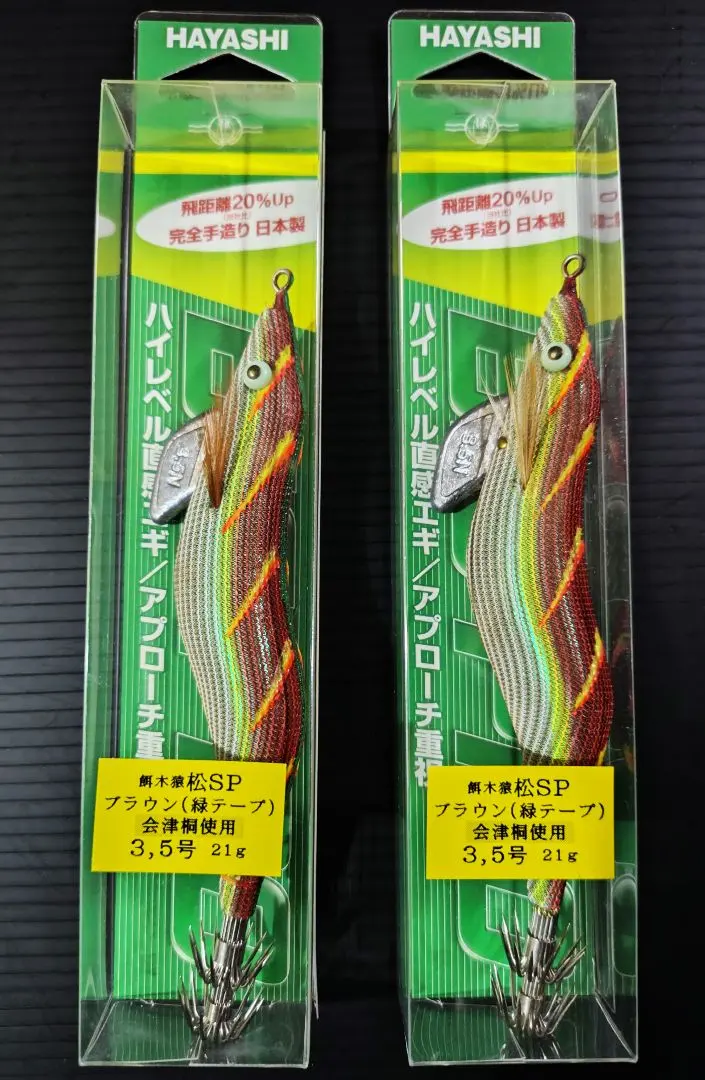 HAYASHI
飛距離20%Up
完全手造り 日本製
ハイレベル直感エギ/アプローチ重視
3.5N
餌木猿松SP
ブラウン(緑テープ)
会津桐使用
3,5号 21g
HAYASHI
飛距離20%Up
完全手造り 日本製
ハイレベル直感エギ/アプローチ重視
3.5N
餌木猿松SP
ブラウン(緑テープ)
会津桐使用
3,5号 21g